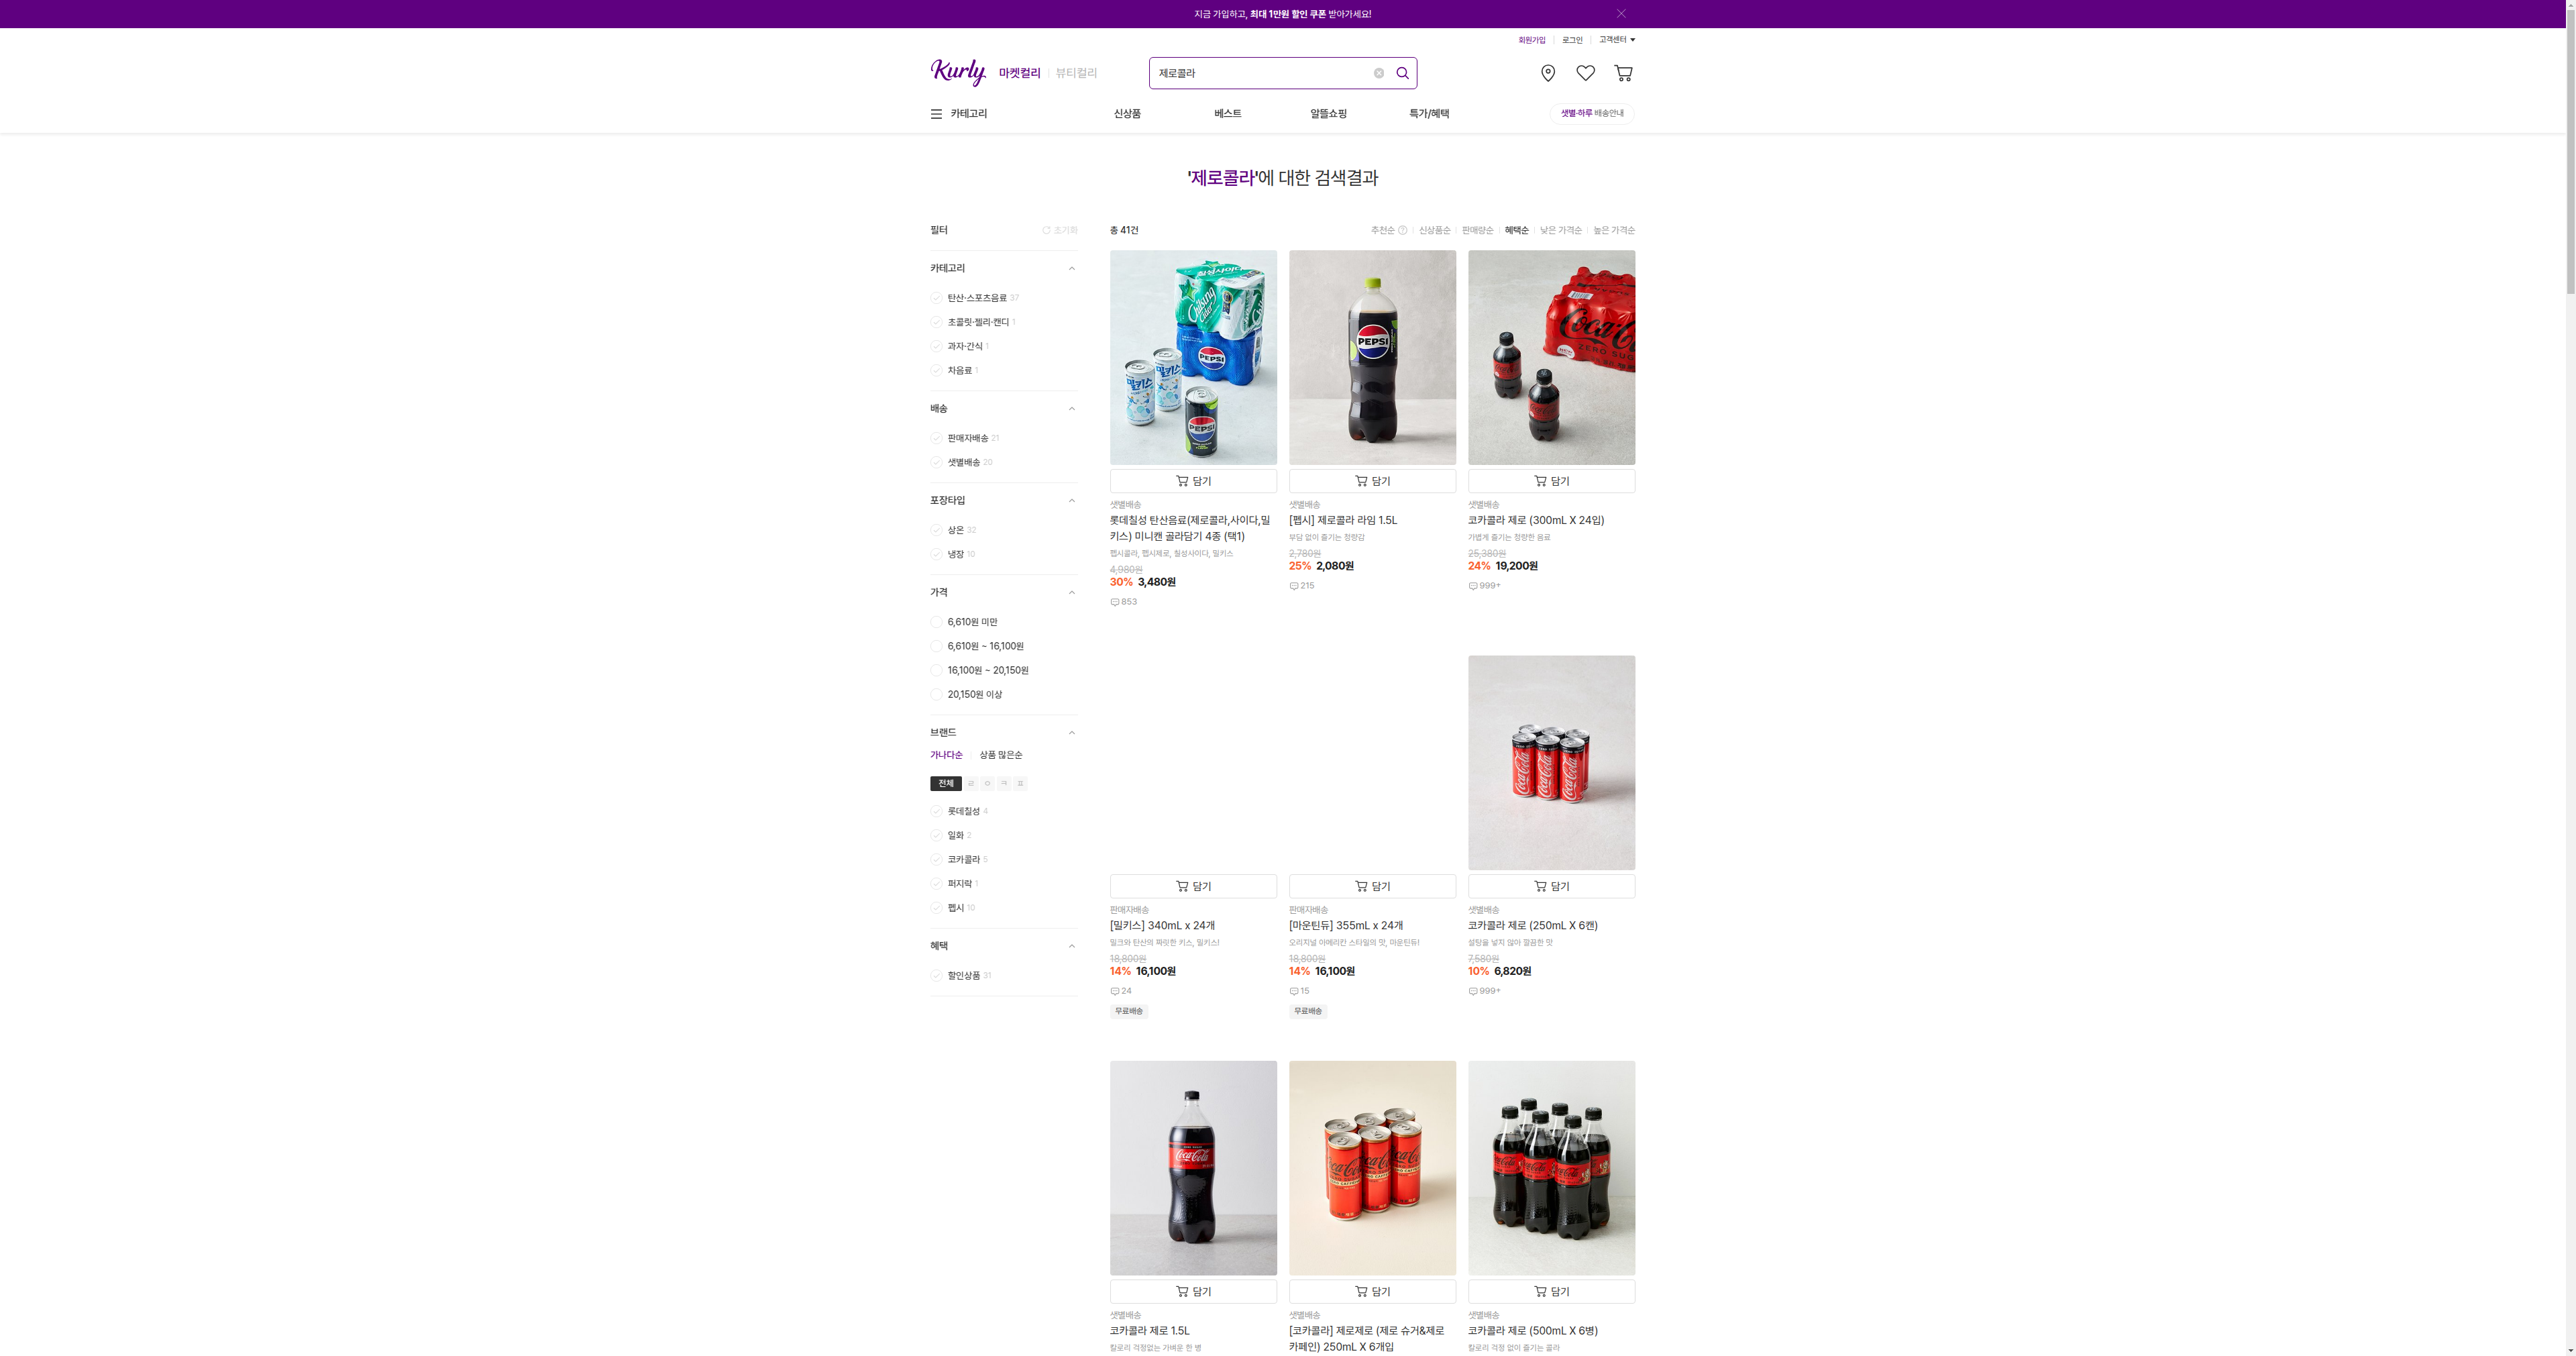 지금 가입하고, 최대 1만원 할인 쿠폰 받아가세요!
회원가입 로그인 고객센터
Kurly 마켓컬리 뷰티컬리 제로콜라
카테고리 신상품 베스트 알뜰쇼핑 특가/혜택 샛별·하루 배송안내
'제로콜라'에 대한 검색결과
필터 초기화
카테고리
탄산·스포츠음료 37
초콜릿·젤리·캔디 1
과자·간식 1
차음료 1
배송
판매자배송 21
샛별배송 20
포장타입
상온 32
냉장 10
가격
6,610원 미만
6,610원 ~ 16,100원
16,100원 ~ 20,150원
20,150원 이상
브랜드
가나다순 상품 많은순
전체 ㄹ ㅇ ㅋ ㅍ
롯데칠성 4
일화 2
코카콜라 5
퍼지락 1
펩시 10
혜택
할인상품 31
총 41건 추천순 신상품순 판매량순 혜택순 낮은 가격순 높은 가격순
Chilsung Cider
PEPSI
밀키스 밀키스
PEPSI
담기
샛별배송
롯데칠성 탄산음료(제로콜라,사이다,밀
키스) 미니캔 골라담기 4종 (택1)
펩시콜라, 펩시제로, 칠성사이다, 밀키스
4,980원
30% 3,480원
853
PEPSI
담기
샛별배송
[펩시] 제로콜라 라임 1.5L
부담 없이 즐기는 청량감
2,780원
25% 2,080원
215
Coca-C
ZERO SUG
담기
샛별배송
코카콜라 제로 (300mL X 24입)
가볍게 즐기는 청량한 음료
25,380원
24% 19,200원
999+
담기
판매자배송
[밀키스] 340mL x 24개
밀크와 탄산의 짜릿한 키스, 밀키스!
18,800원
14% 16,100원
24
무료배송
담기
판매자배송
[마운틴듀] 355mL x 24개
오리지널 아메리칸 스타일의 맛, 마운틴듀!
18,800원
14% 16,100원
15
무료배송
Coca-Cola Coca-Cola Coca-Cola
담기
샛별배송
코카콜라 제로 (250mL X 6캔)
설탕을 넣지 않아 깔끔한 맛
7,580원
10% 6,820원
999+
Coca-Cola
담기
샛별배송
코카콜라 제로 1.5L
칼로리 걱정없는 가벼운 한 병
담기
샛별배송
[코카콜라] 제로제로 (제로 슈거&제로
카페인) 250mL X 6개입
담기
샛별배송
코카콜라 제로 (500mL X 6병)
칼로리 걱정 없이 즐기는 콜라